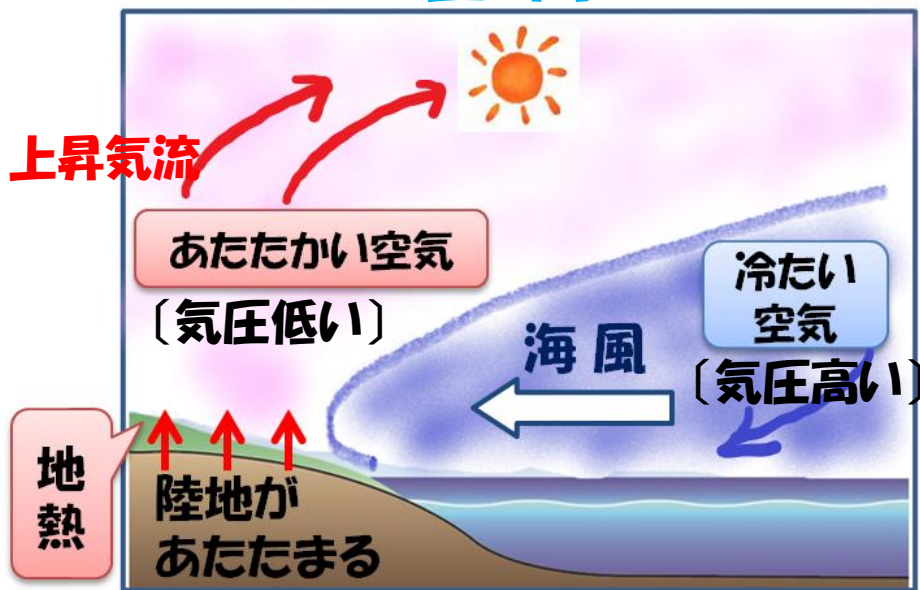 上昇気流
あたたかい空気
〔気圧低い〕
冷たい
空気
〔気圧高い〕
海風
地
熱
陸地が
あたたまる